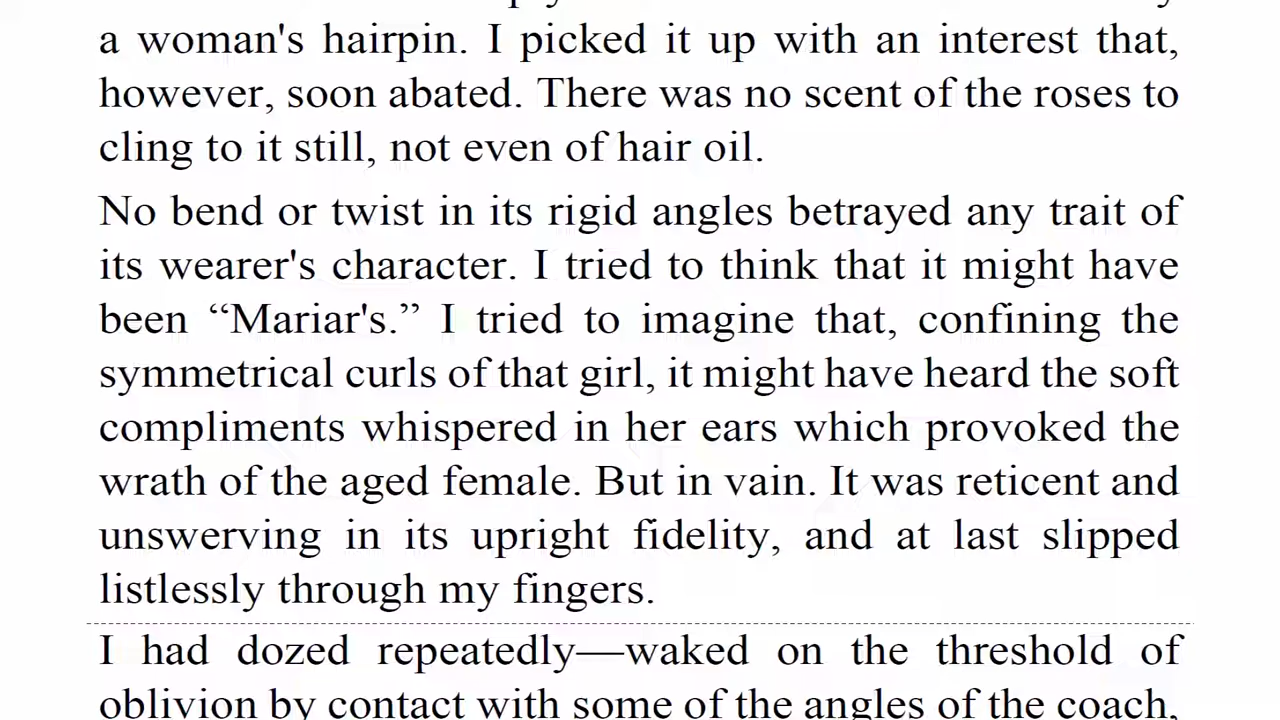 a woman's hairpin. I picked it up with an interest that,
however, soon abated. There was no scent of the roses to
cling to it still, not even of hair oil.
No bend or twist in its rigid angles betrayed any trait of
its wearer's character. I tried to think that it might have
been “Mariar's.” I tried to imagine that, confining the
symmetrical curls of that girl, it might have heard the soft
compliments whispered in her ears which provoked the
wrath of the aged female. But in vain. It was reticent and
unswerving in its upright fidelity, and at last slipped
listlessly through my fingers.
I had dozed repeatedly—waked on the threshold of
oblivion by contact with some of the angles of the coach,